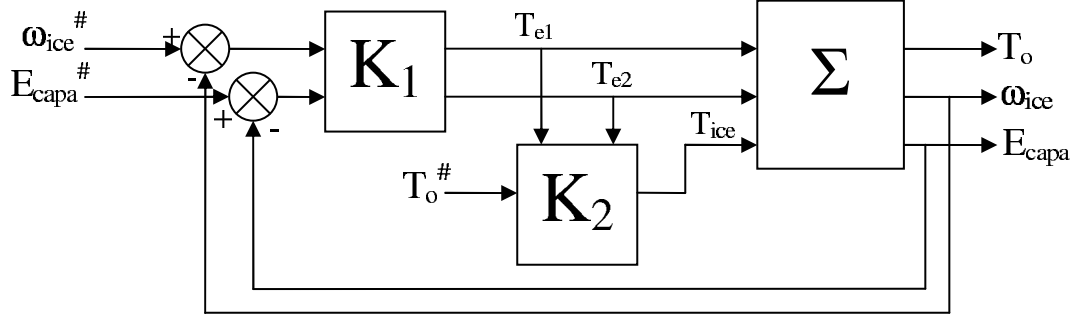 ω_ice^#
E_capa^#
+
-
+
-
K_1
T_e1
T_e2
T_ice
T_o^#
K_2
Σ
T_o
ω_ice
E_capa